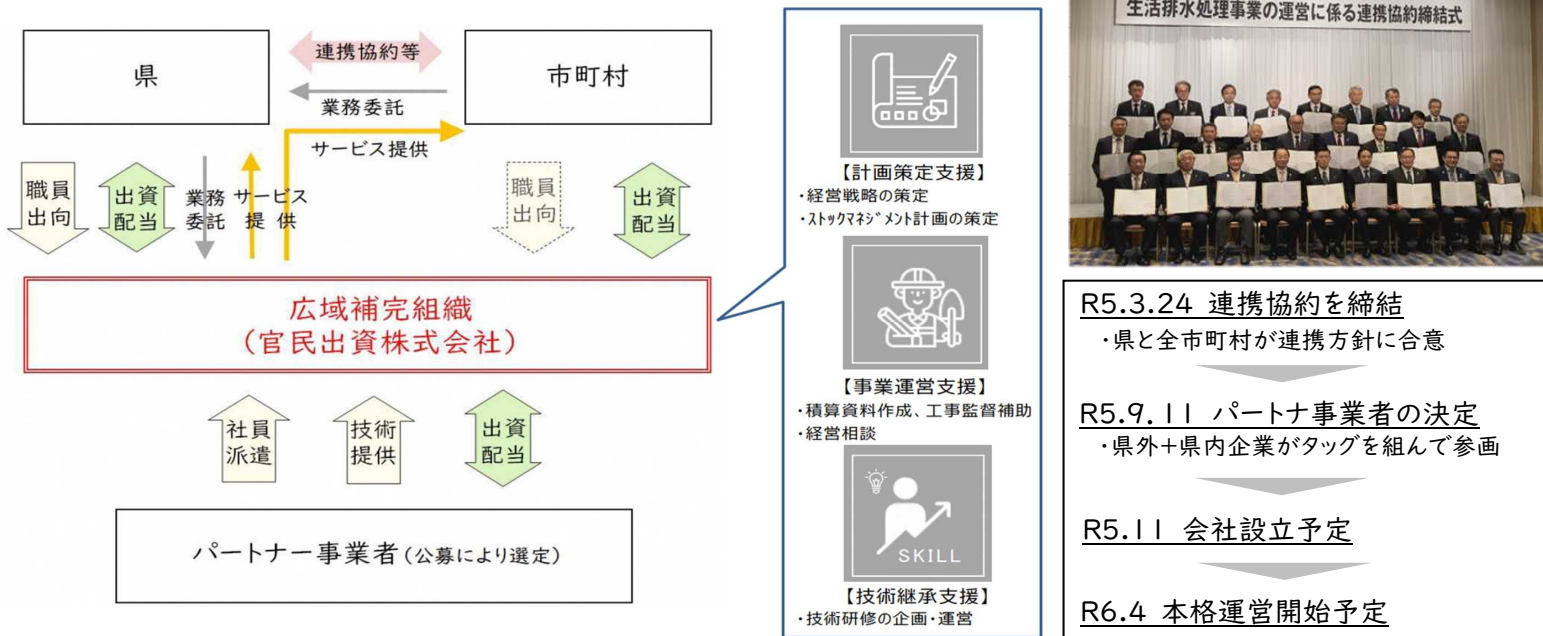 県
連携協約等
市町村
業務委託
サービス提供
職員
出向
出資
配当
業務
委託
サービス
提供
職員
出向
出資
配当
広域補完組織
(官民出資株式会社)
社員
派遣
技術
提供
出資
配当
パートナー事業者(公募により選定)
【計画策定支援】
・経営戦略の策定
・ストックマネジメント計画の策定
【事業運営支援】
・積算資料作成、工事監督補助
・経営相談
SKILL
【技術継承支援】
・技術研修の企画・運営
生活排水処理事業の運営に係る連携協約締結式
R5.3.24 連携協約を締結
・県と全市町村が連携方針に合意
R5.9.11 パートナ事業者の決定
・県外+県内企業がタッグを組んで参画
R5.11 会社設立予定
R6.4 本格運営開始予定